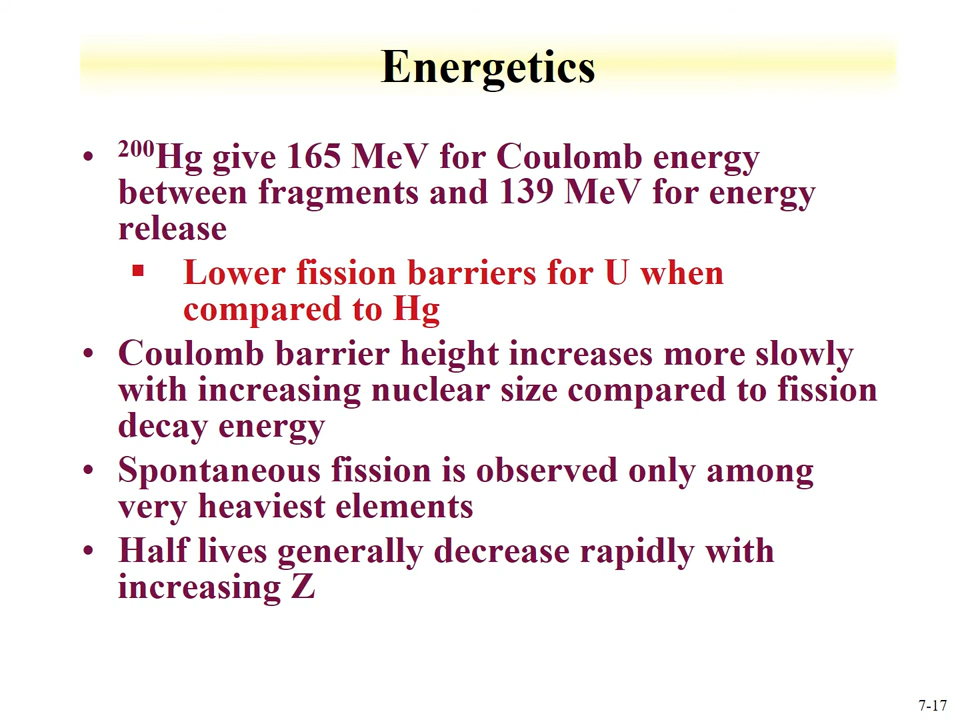 Energetics
• ²⁰⁰Hg give 165 MeV for Coulomb energy
between fragments and 139 MeV for energy
release
▪ Lower fission barriers for U when
compared to Hg
• Coulomb barrier height increases more slowly
with increasing nuclear size compared to fission
decay energy
• Spontaneous fission is observed only among
very heaviest elements
• Half lives generally decrease rapidly with
increasing Z
7-17